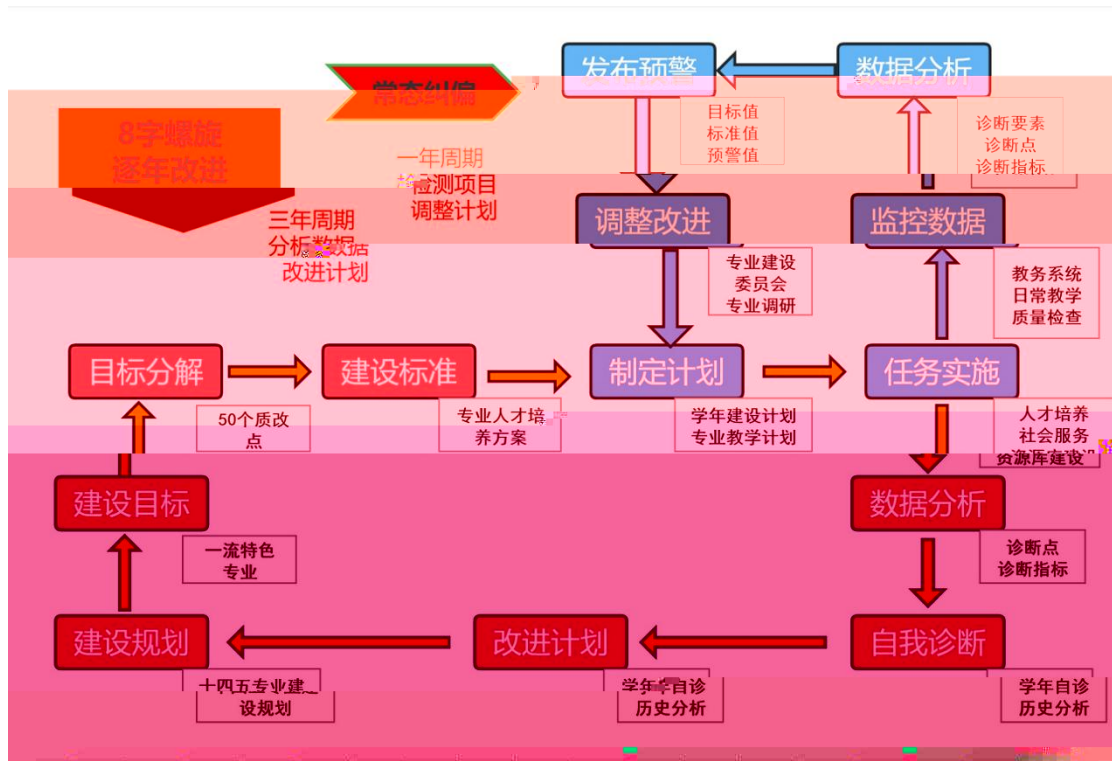 发布预警
数据分析
常态纠偏
目标值
标准值
预警值
诊断要素
诊断点
诊断指标
8字螺旋
逐年改进
一年周期
检测项目
调整计划
三年周期
分析数据
改进计划
调整改进
监控数据
专业建设
委员会
专业调研
教务系统
日常教学
质量检查
目标分解
建设标准
制定计划
任务实施
50个质改
点
专业人才培
养方案
学年建设计划
专业教学计划
人才培养
社会服务
资源库建设
建设目标
数据分析
一流特色
专业
诊断点
诊断指标
建设规划
改进计划
自我诊断
十四五专业建
设规划
学年自诊
历史分析
学年自诊
历史分析